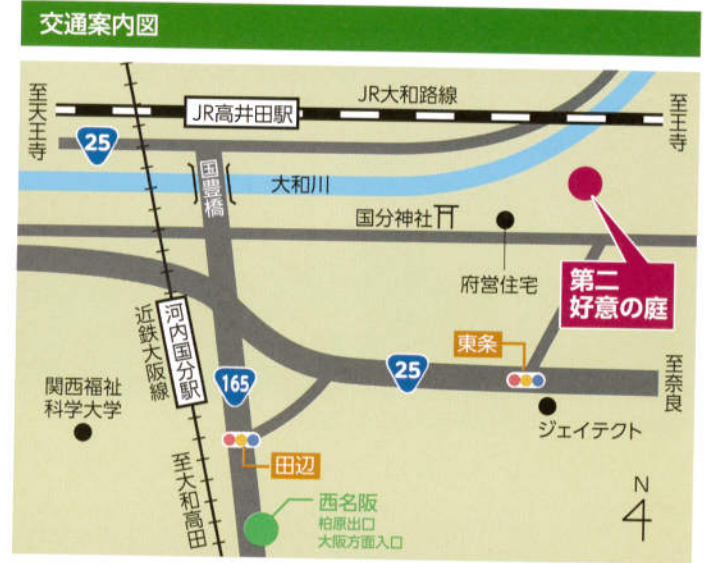 交通案内図
至天王寺
JR高井田駅
JR大和路線
至王寺
25
国豊橋
大和川
国分神社
府営住宅
第二
好意の庭
近鉄大阪線
河内国分駅
165
25
東条
至奈良
関西福祉
科学大学
ジェイテクト
田辺
至大和高田
西名阪
柏原出口
大阪方面入口
N